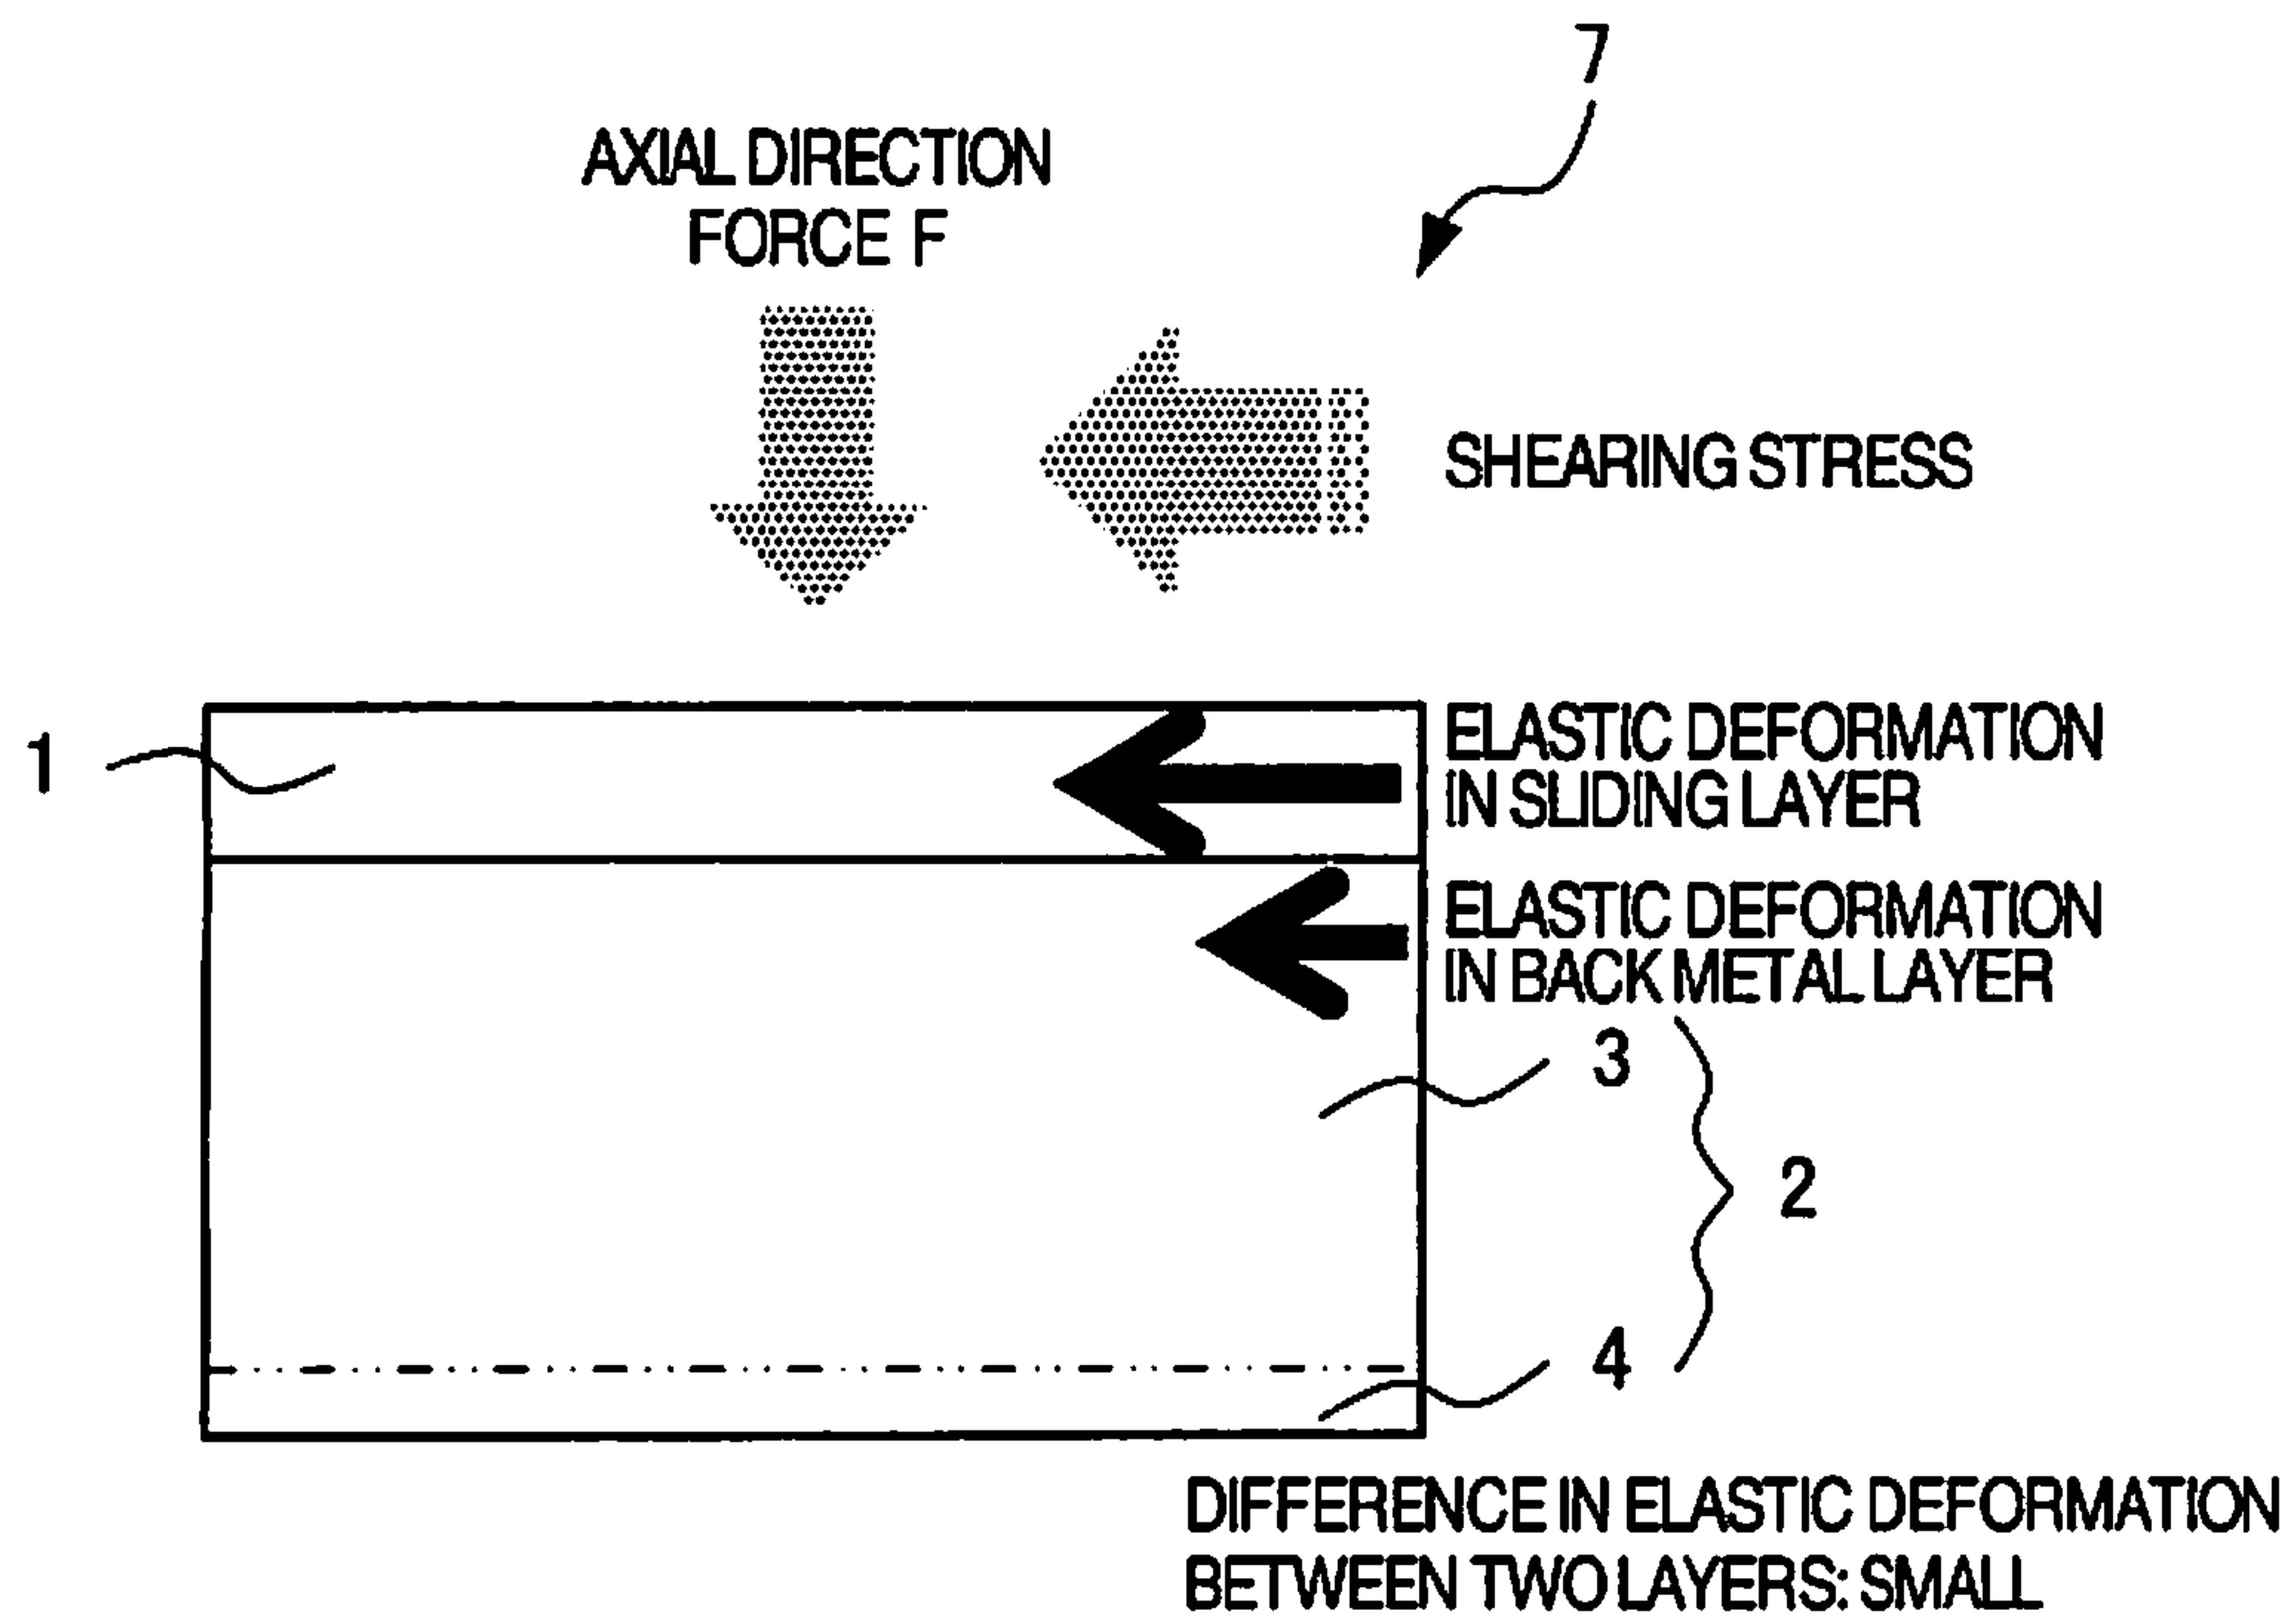 7
AXIAL DIRECTION
FORCE F
SHEARING STRESS
1
ELASTIC DEFORMATION
IN SLIDING LAYER
ELASTIC DEFORMATION
IN BACK METAL LAYER
3
2
4
DIFFERENCE IN ELASTIC DEFORMATION
BETWEEN TWO LAYERS: SMALL